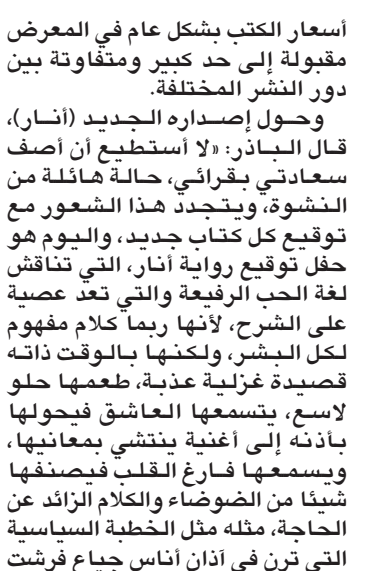 أسعار الكتب بشكل عام في المعرض
مقبولة إلى حد كبير ومتفاوتة بين
دور النشر المختلفة.
وحول إصداره الجديد (أنار)،
قال الباذر: «لا أستطيع أن أصف
سعادتي بقرائي، حالة هائلة من
النشوة، ويتجدد هذا الشعور مع
توقيع كل كتاب جديد، واليوم هو
حفل توقيع رواية أنار، التي تناقش
لغة الحب الرفيعة والتي تعد عصية
على الشرح، لأنها ربما كلام مفهوم
لكل البشر، ولكنها بالوقت ذاته
قصيدة غزلية عذبة، طعمها حلو
لاسع، يتسمعها العاشق فيحولها
بأذنه إلى أغنية ينتشي بمعانيها،
ويسمعها فارغ القلب فيصنفها
شيئا من الضوضاء والكلام الزائد عن
الحاجة، مثله مثل الخطبة السياسية
التي ترن في آذان أناس جياع فرشت